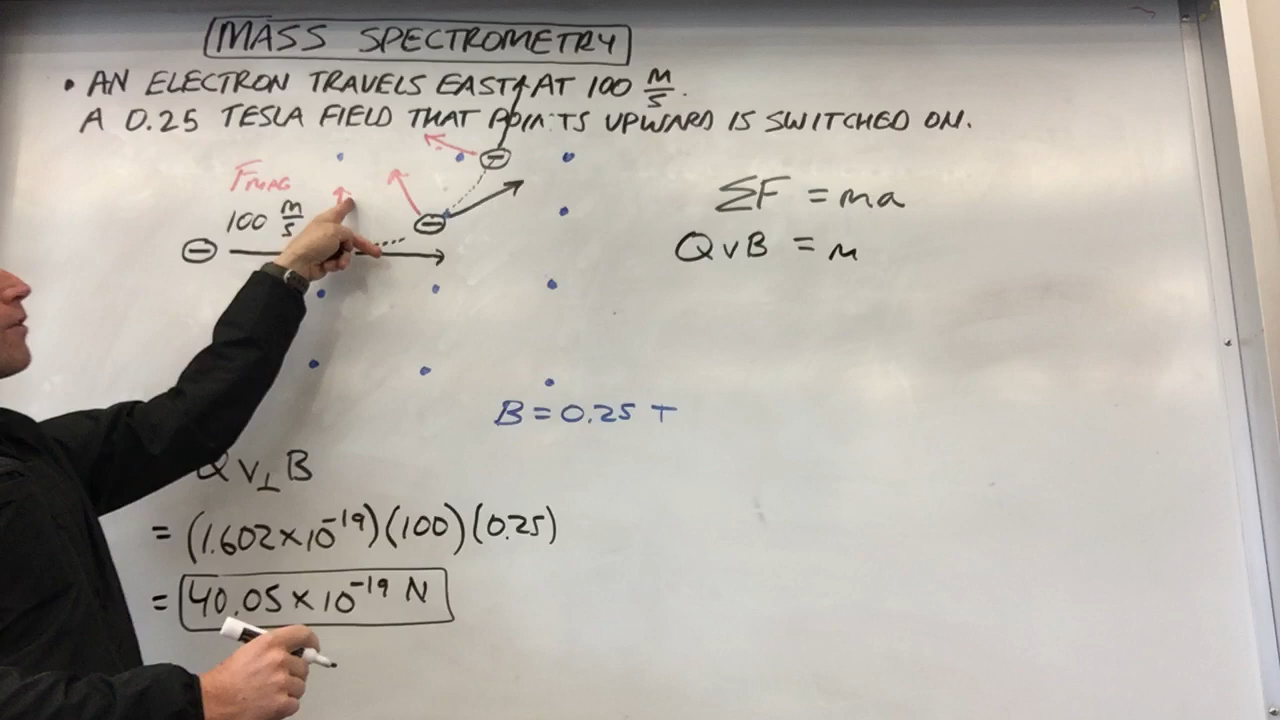 MASS SPECTROMETRY
• AN ELECTRON TRAVELS EAST AT 100 M/S.
A 0.25 TESLA FIELD THAT POINTS UPWARD IS SWITCHED ON.
FMAG
100 M/S
ΣF = ma
QvB = m
B = 0.25 T
Qv⊥B
= (1.602×10⁻¹⁹)(100)(0.25)
= 40.05×10⁻¹⁹ N